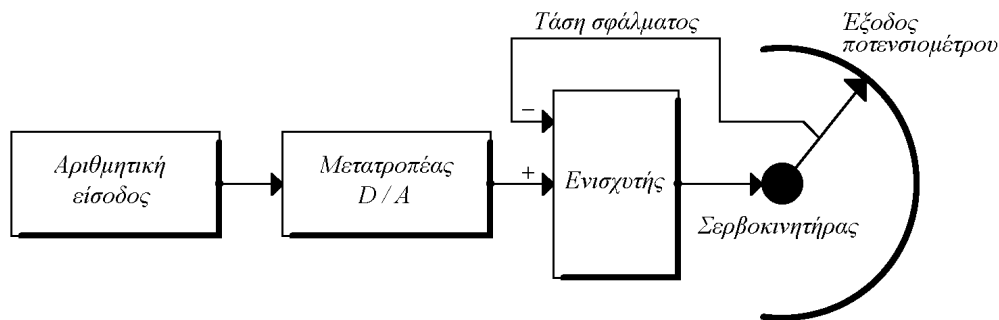 Τάση σφάλματος
Έξοδος
ποτενσιομέτρου
Αριθμητική
είσοδος
Μετατροπέας
D / A
−
+
Ενισχυτής
Σερβοκινητήρας